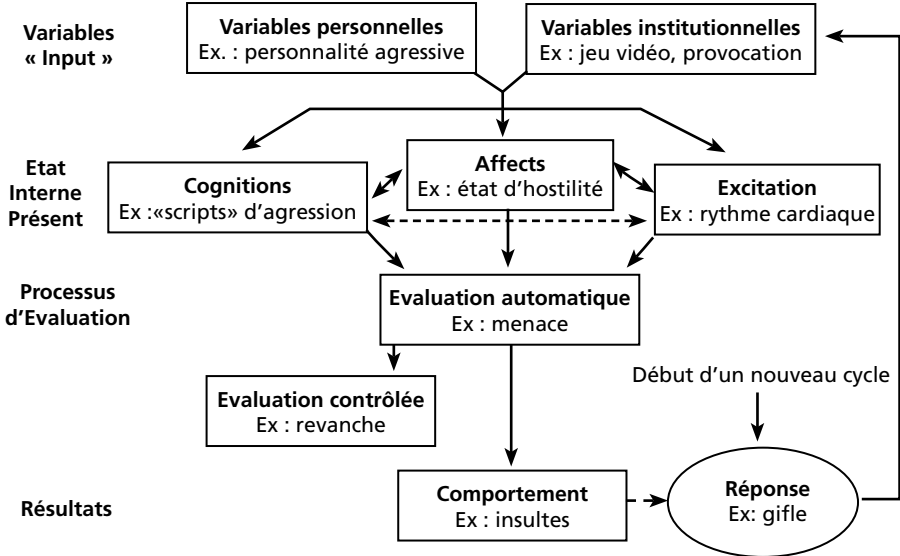 Variables
« Input »
Variables personnelles
Ex. : personnalité agressive
Variables institutionnelles
Ex : jeu vidéo, provocation
Etat
Interne
Présent
Cognitions
Ex :«scripts» d’agression
Affects
Ex : état d’hostilité
Excitation
Ex : rythme cardiaque
Processus
d’Evaluation
Evaluation automatique
Ex : menace
Evaluation contrôlée
Ex : revanche
Début d’un nouveau cycle
Résultats
Comportement
Ex : insultes
Réponse
Ex: gifle